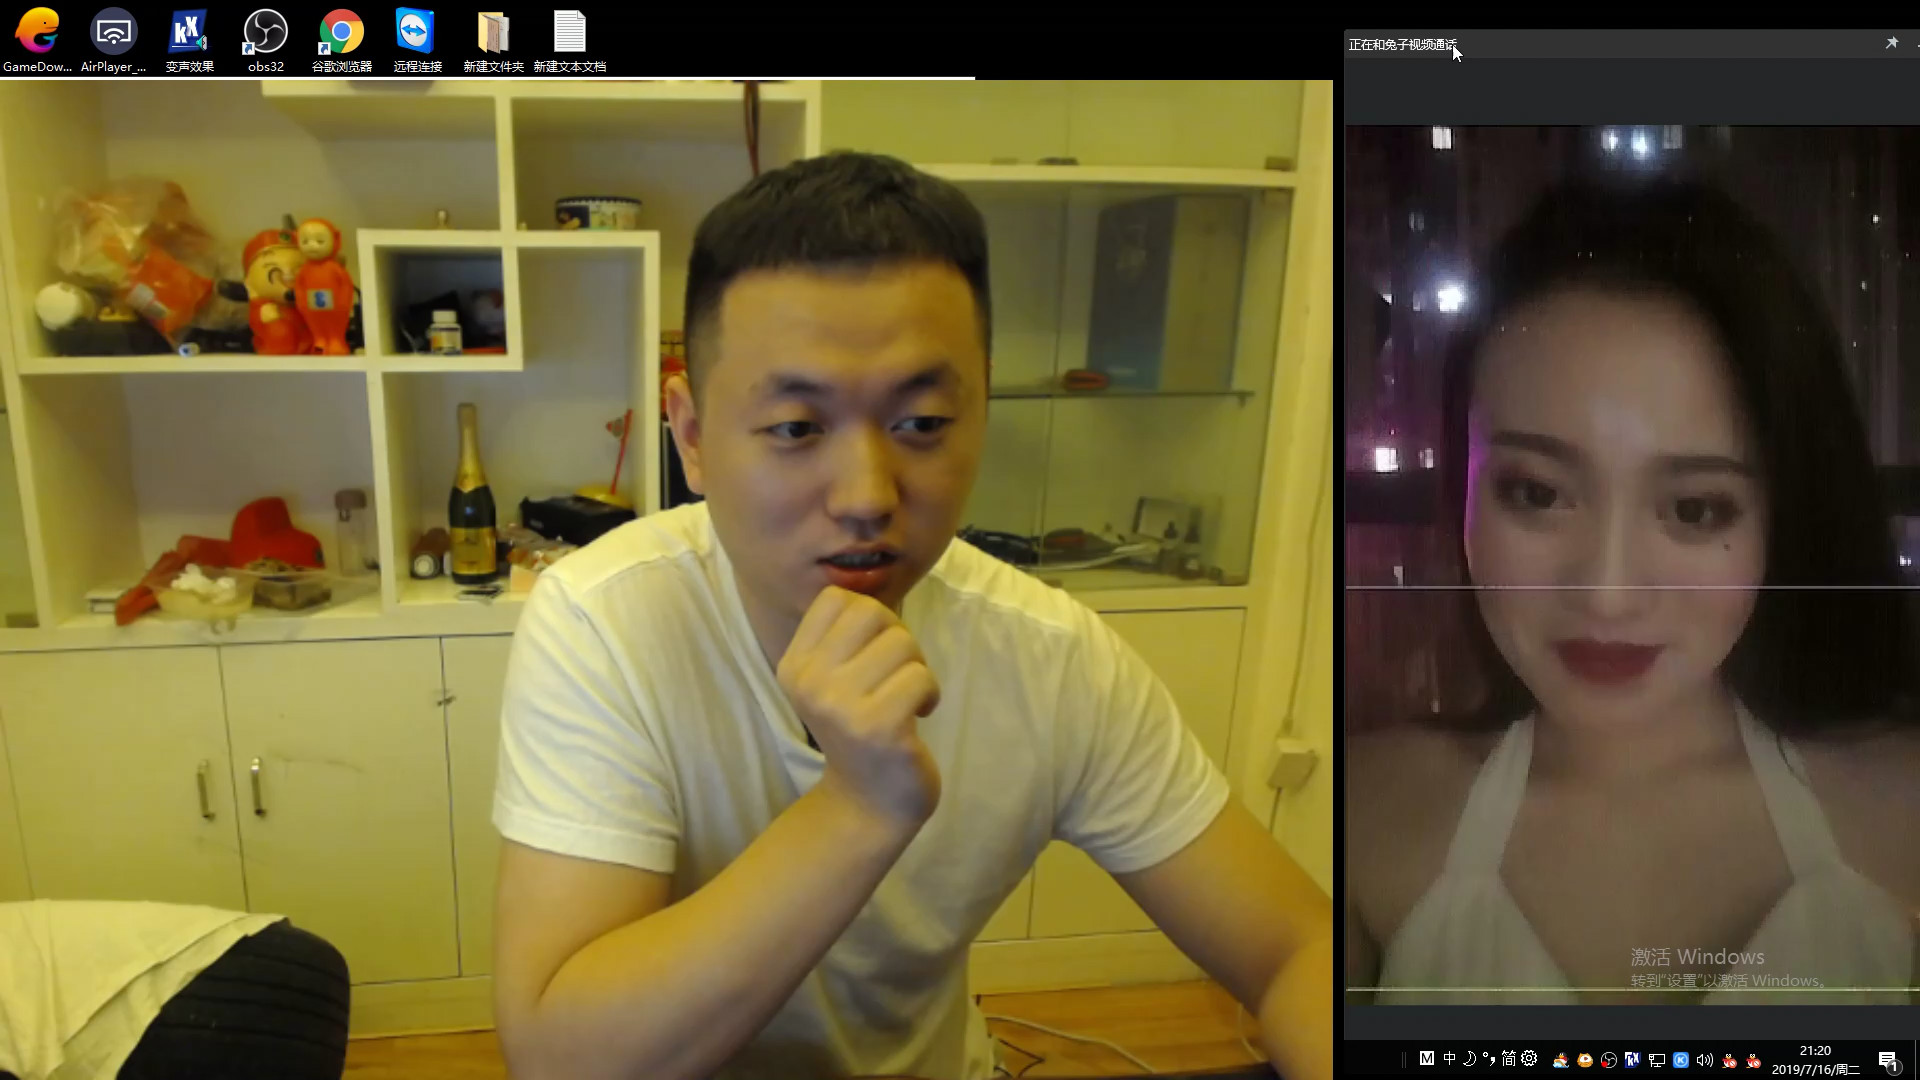 GameDow...
AirPlayer_...
变声效果
obs32
谷歌浏览器
远程连接
新建文件夹
新建文本文档
正在和兔子视频通话
激活 Windows
转到"设置"以激活 Windows。
M 中 简
21:20
2019/7/16/周二
1